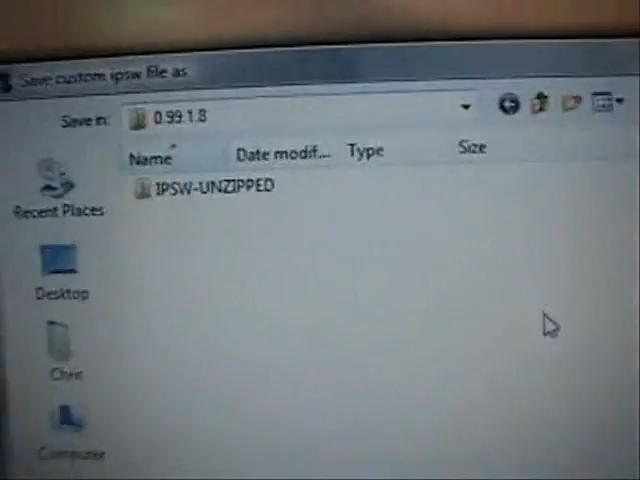 Save custom ipsw file as
Save in: 0.99.1.8
Name Date modif... Type Size
IPSW-UNZIPPED
Recent Places
Desktop
Chris
Computer